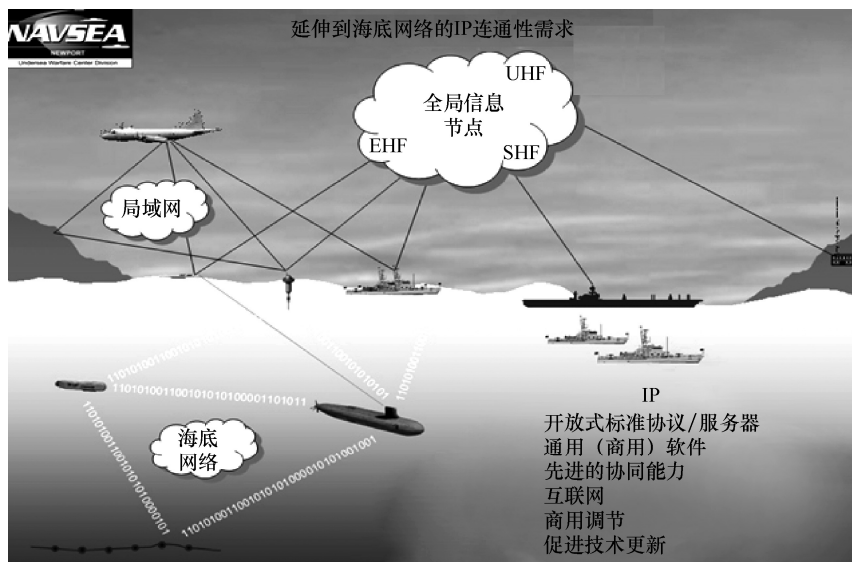 NAVSEA
NEWPORT
Undersea Warfare Center Division
延伸到海底网络的IP连通性需求
UHF
全局信息
节点
EHF
SHF
局域网
110101001100101010100001101011
海底
网络
IP
开放式标准协议/服务器
通用（商用）软件
先进的协同能力
互联网
商用调节
促进技术更新